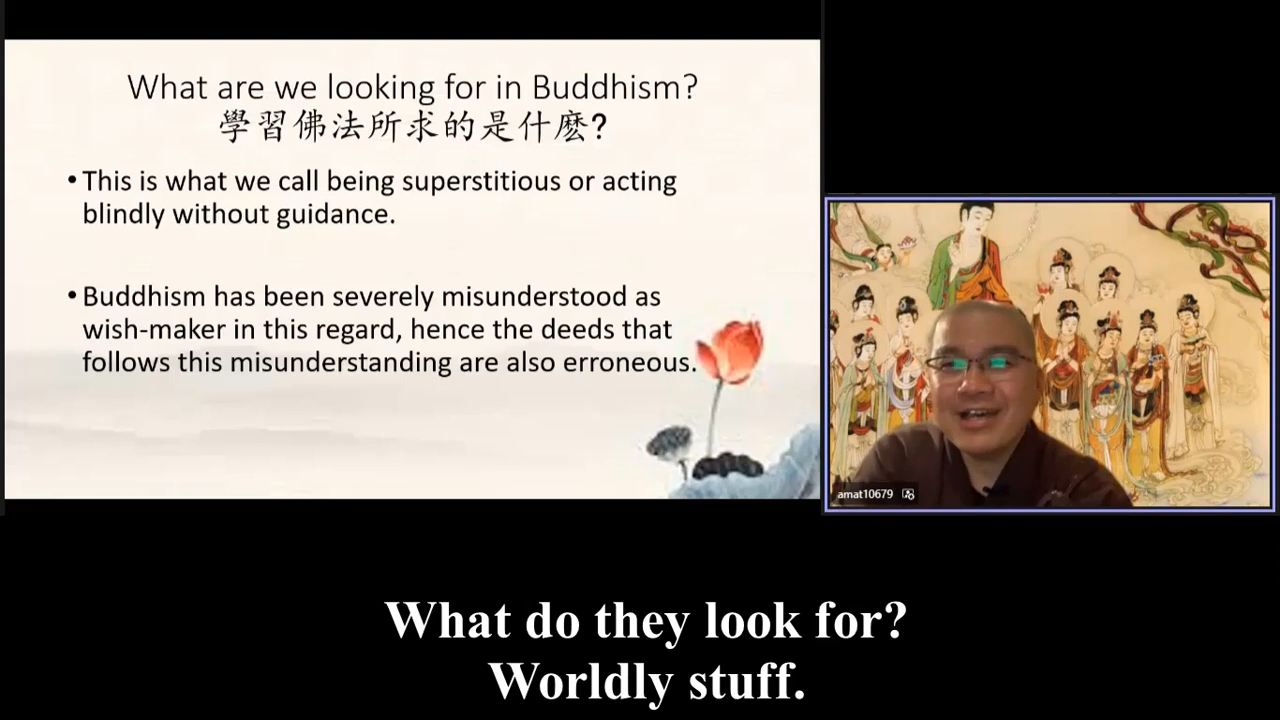 What are we looking for in Buddhism?
學習佛法所求的是什麼?
•This is what we call being superstitious or acting
blindly without guidance.
•Buddhism has been severely misunderstood as
wish-maker in this regard, hence the deeds that
follows this misunderstanding are also erroneous.
amat10679
What do they look for?
Worldly stuff.